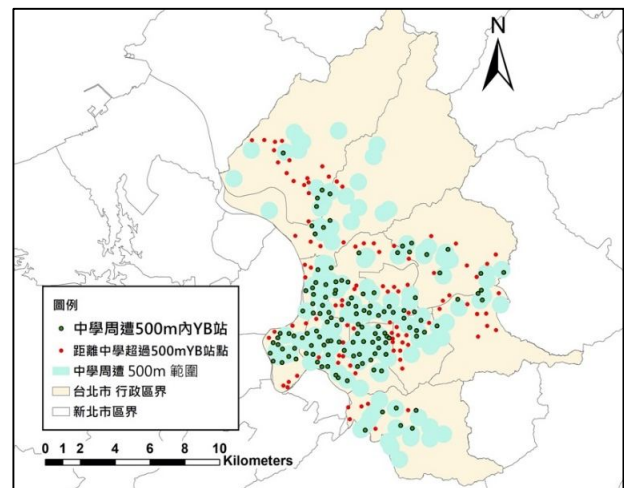 N
圖例
中學周遭500m內YB站
距離中學超過500mYB站點
中學周遭 500m 範圍
台北市 行政區界
新北市區界
0 1 2 4 6 8 10
Kilometers